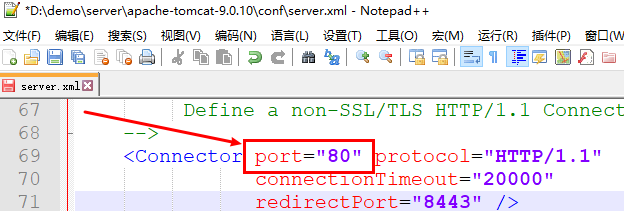 *D:\demo\server\apache-tomcat-9.0.10\conf\server.xml - Notepad++
文件(F) 编辑(E) 搜索(S) 视图(V) 编码(N) 语言(L) 设置(T) 工具(O) 宏(M) 运行(R) 插件(P) 窗口(W)
server.xml
67 Define a non-SSL/TLS HTTP/1.1 Connect
68 -->
69 <Connector port="80" protocol="HTTP/1.1"
70 connectionTimeout="20000"
71 redirectPort="8443" />